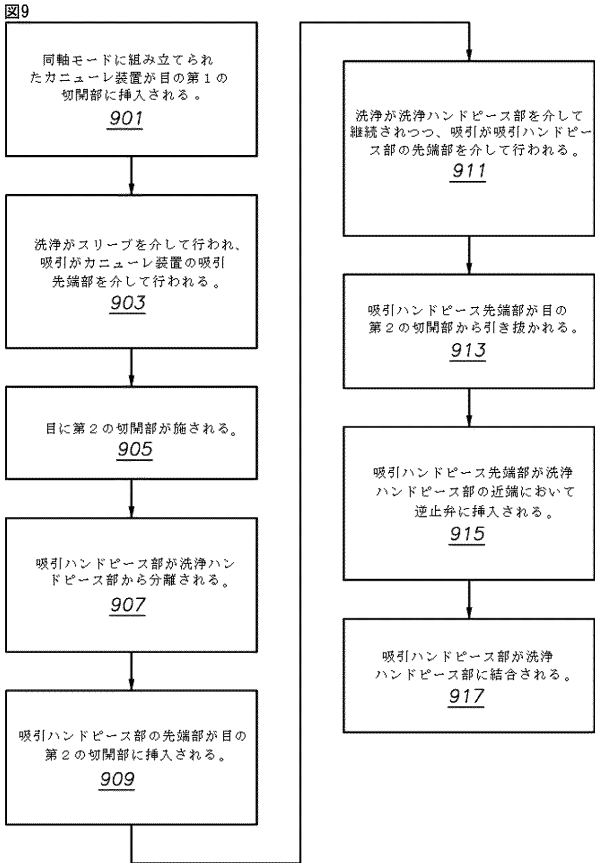 図9
同軸モードに組み立てられ
たカニューレ装置が目の第1の
切開部に挿入される。
901
洗浄がスリーブを介して行われ、
吸引がカニューレ装置の吸引
先端部を介して行われる。
903
目に第2の切開部が施される。
905
吸引ハンドピース部が洗浄ハン
ドピース部から分離される。
907
吸引ハンドピース部の先端部が目の
第2の切開部に挿入される。
909
洗浄が洗浄ハンドピース部を介して
継続されつつ、吸引が吸引ハンドピー
ス部の先端部を介して行われる。
911
吸引ハンドピース先端部が目の
第2の切開部から引き抜かれる。
913
吸引ハンドピース先端部が洗浄
ハンドピース部の近端において
逆止弁に挿入される。
915
吸引ハンドピース部が洗浄
ハンドピース部に結合される。
917